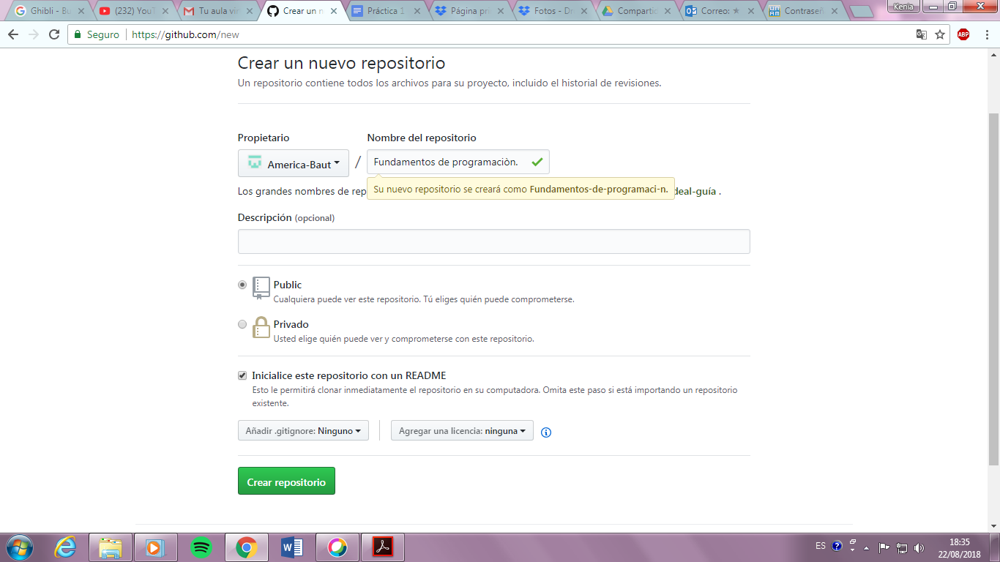 Ghibli - Bu
(232) YouT
Tu aula vir
Crear un n
Práctica 1
Página pri
Fotos - Dr
Compartic
Correo: ★
Contraseñ
Kenia
Seguro
https://github.com/new
ABP
Crear un nuevo repositorio
Un repositorio contiene todos los archivos para su proyecto, incluido el historial de revisiones.
Propietario
Nombre del repositorio
America-Baut
/
Fundamentos de programaciòn.
Su nuevo repositorio se creará como Fundamentos-de-programaci-n.
Los grandes nombres de rep
deal-guía .
Descripción (opcional)
Public
Cualquiera puede ver este repositorio. Tú eliges quién puede comprometerse.
Privado
Usted elige quién puede ver y comprometerse con este repositorio.
Inicialice este repositorio con un README
Esto le permitirá clonar inmediatamente el repositorio en su computadora. Omita este paso si está importando un repositorio
existente.
Añadir .gitignore: Ninguno
Agregar una licencia: ninguna
Crear repositorio
ES
18:35
22/08/2018